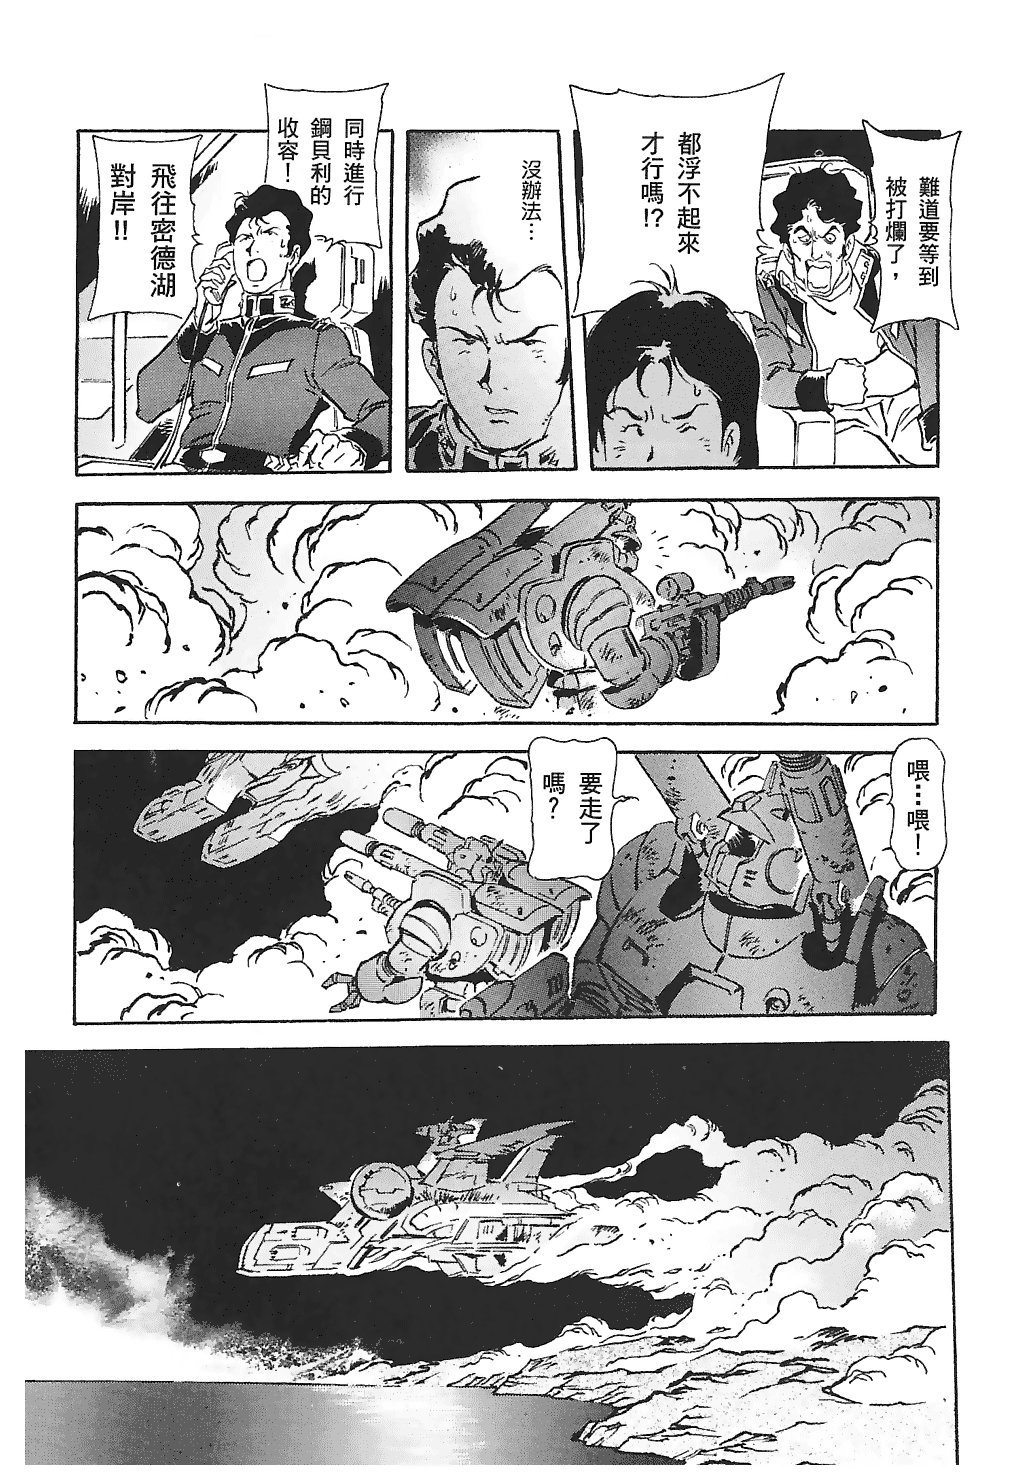 難道要等到
被打爛了，
都浮不起來
才行嗎!?
沒辦法…
同時進行
鋼貝利的
收容！
飛往密德湖
對岸!!
喂…喂！
要走了
嗎？